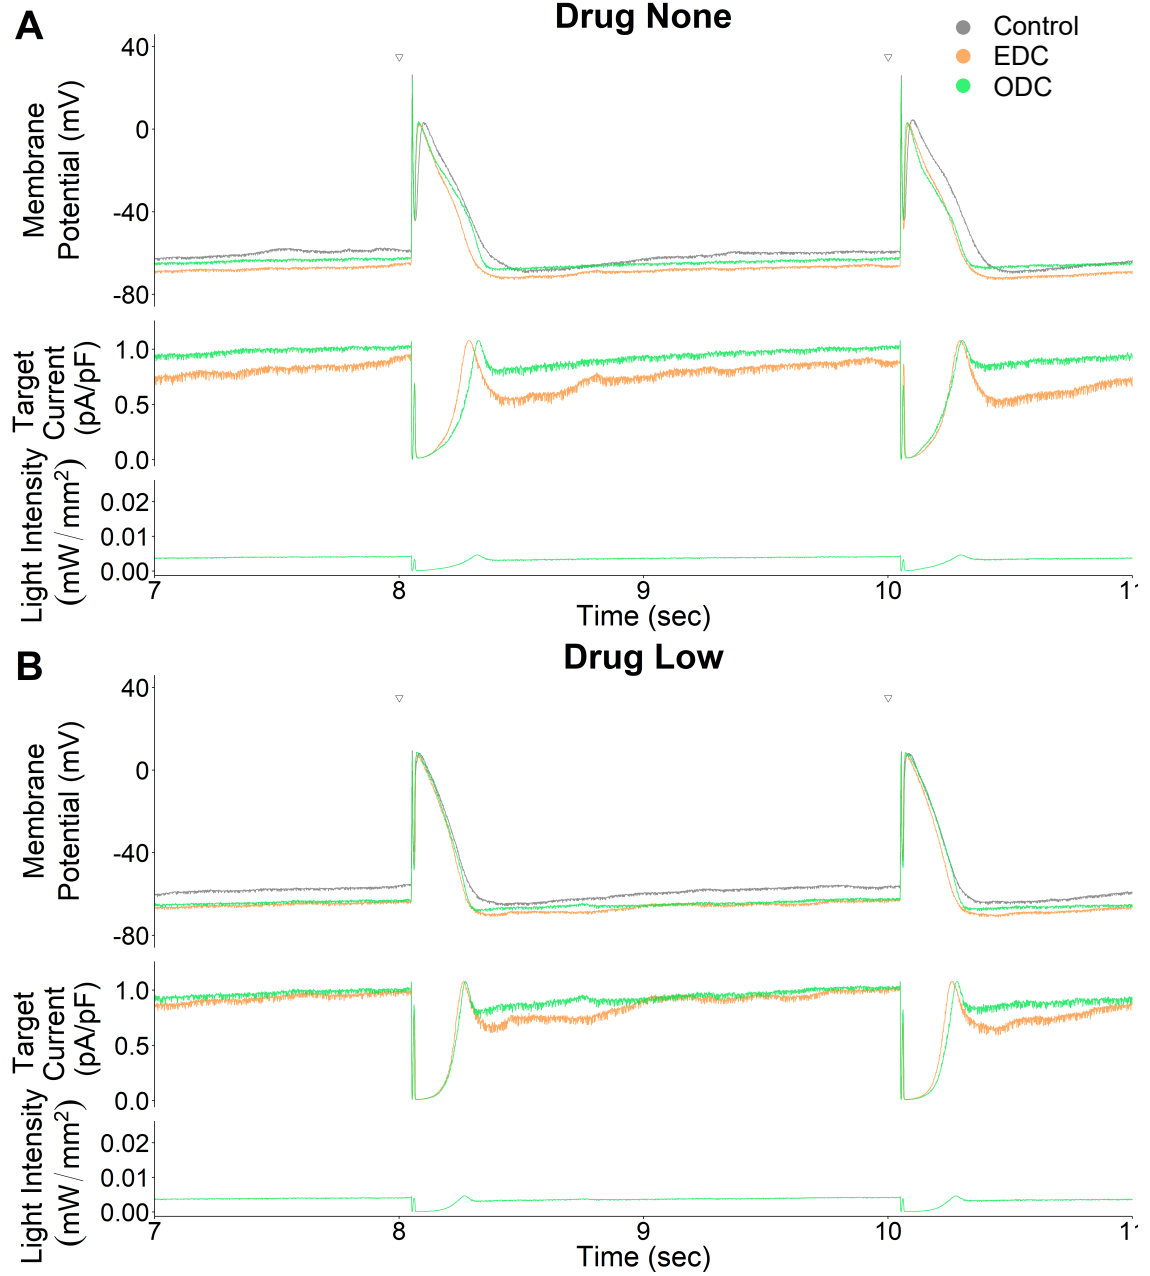 A
Drug None
Control
EDC
ODC
Membrane
Potential (mV)
40
0
-40
-80
Target
Current
(pA/pF)
1.0
0.5
0.0
Light Intensity
(mW/mm²)
0.02
0.01
0.00
7
8
9
10
1
Time (sec)
B
Drug Low
Membrane
Potential (mV)
40
0
-40
-80
Target
Current
(pA/pF)
1.0
0.5
0.0
Light Intensity
(mW/mm²)
0.02
0.01
0.00
7
8
9
10
1
Time (sec)